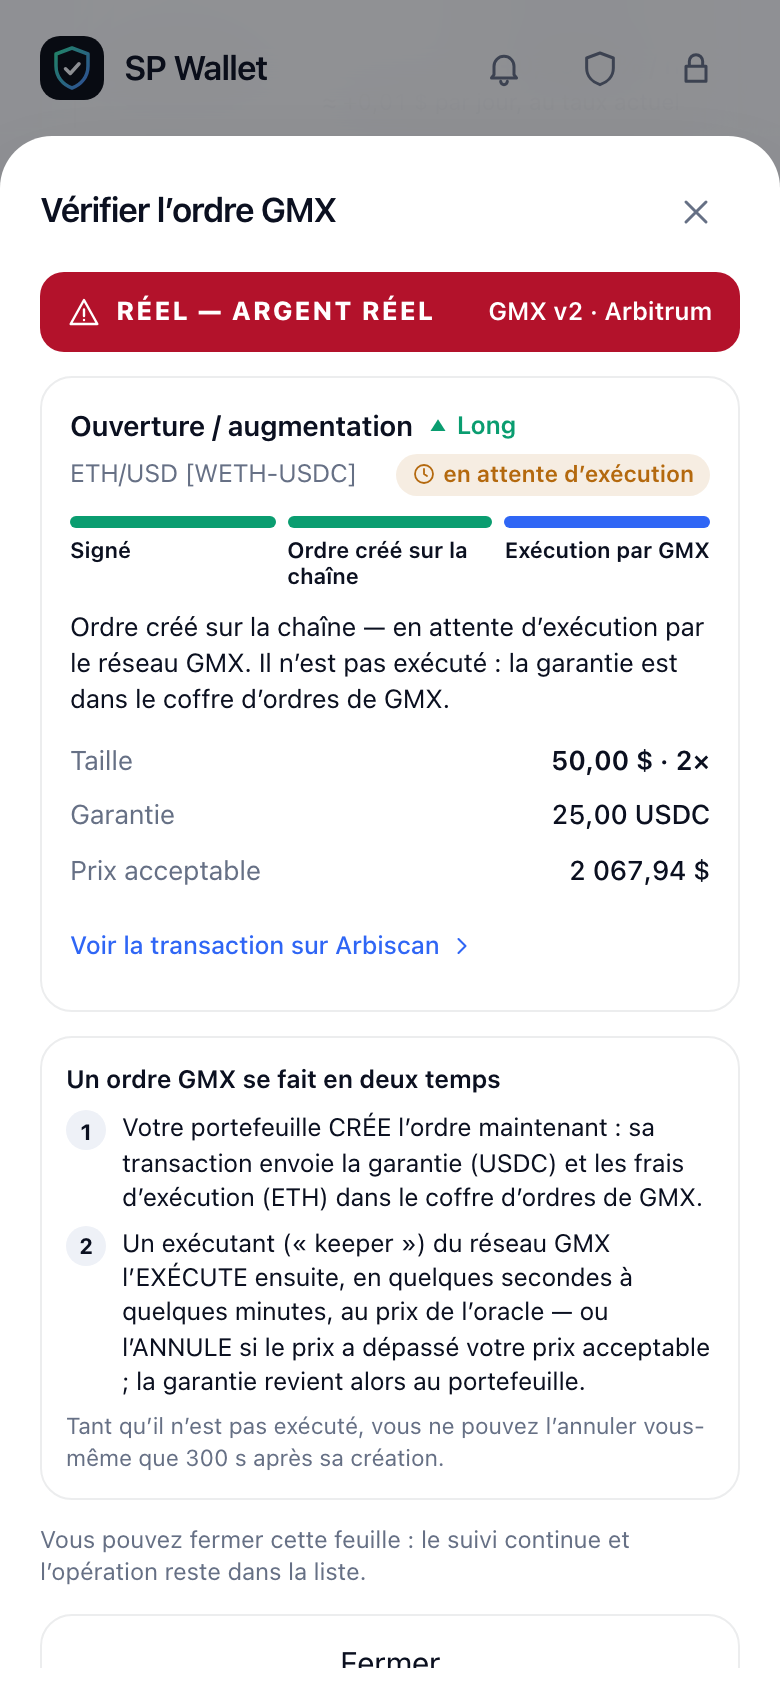 SP Wallet
Vérifier l’ordre GMX
RÉEL — ARGENT RÉEL
GMX v2 · Arbitrum
Ouverture / augmentation ▲ Long
ETH/USD [WETH-USDC]
en attente d’exécution
Signé
Ordre créé sur la
chaîne
Exécution par GMX
Ordre créé sur la chaîne — en attente d’exécution par
le réseau GMX. Il n’est pas exécuté : la garantie est
dans le coffre d’ordres de GMX.
Taille 50,00 $ · 2×
Garantie 25,00 USDC
Prix acceptable 2 067,94 $
Voir la transaction sur Arbiscan
Un ordre GMX se fait en deux temps
1 Votre portefeuille CRÉE l’ordre maintenant : sa
transaction envoie la garantie (USDC) et les frais
d’exécution (ETH) dans le coffre d’ordres de GMX.
2 Un exécutant (« keeper ») du réseau GMX
l’EXÉCUTE ensuite, en quelques secondes à
quelques minutes, au prix de l’oracle — ou
l’ANNULE si le prix a dépassé votre prix acceptable
; la garantie revient alors au portefeuille.
Tant qu’il n’est pas exécuté, vous ne pouvez l’annuler vous-
même que 300 s après sa création.
Vous pouvez fermer cette feuille : le suivi continue et
l’opération reste dans la liste.
Fermer